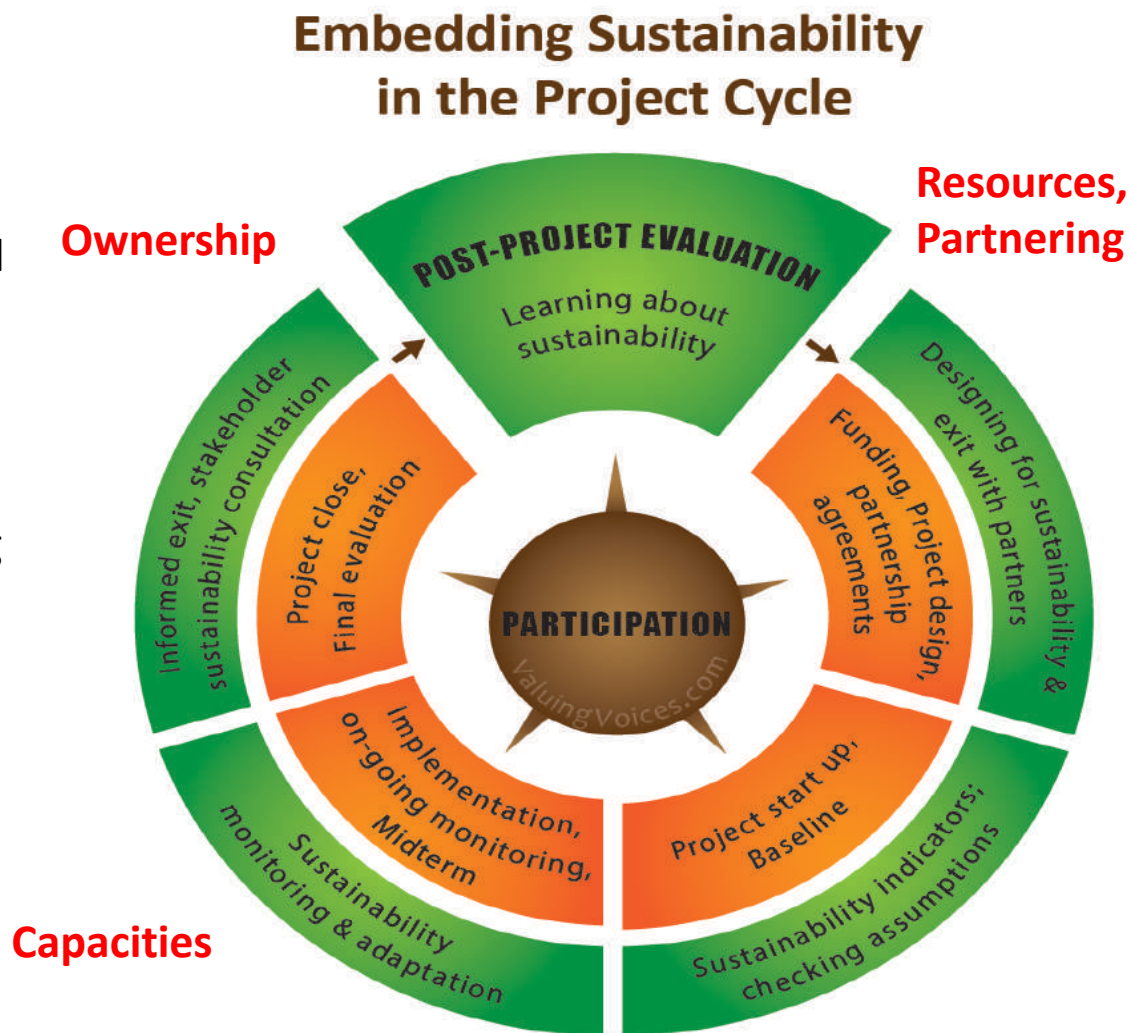 Embedding Sustainability
in the Project Cycle
Ownership
Resources,
Partnering
POST-PROJECT EVALUATION
Learning about
sustainability
Designing for sustainability &
exit with partners
Funding, Project design,
partnership
agreements
Sustainability indicators;
checking assumptions
Project start up,
Baseline
Implementation,
on-going monitoring,
Midterm
Sustainability
monitoring & adaptation
Project close,
Final evaluation
Informed exit, stakeholder
sustainability consultation
PARTICIPATION
ValuingVoices.com
Capacities